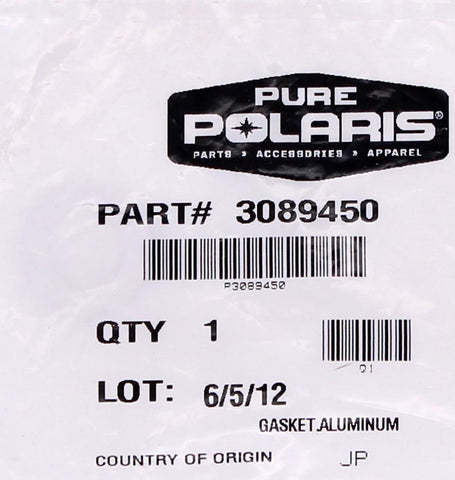 PURE
POLARIS®
PARTS » ACCESSORIES » APPAREL
PART# 3089450
P3089450
QTY 1
Q1
LOT: 6/5/12
GASKET,ALUMINUM
COUNTRY OF ORIGIN JP